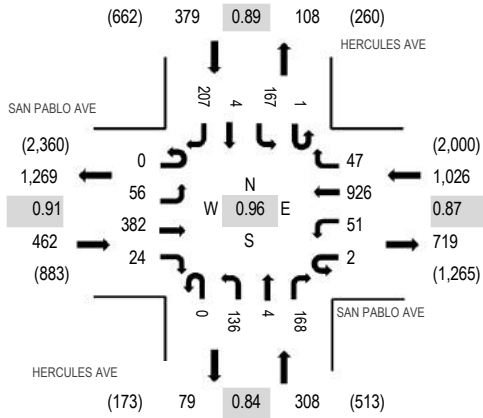 (662) 379 0.89 108 (260)
HERCULES AVE
207 4 167 1
SAN PABLO AVE
(2,360) 0 47 (2,000)
1,269 56 N 926 1,026
0.91 W 0.96 E 0.87
382 S 51
462 24 2 719
(883) (1,265)
0 136 4 168
SAN PABLO AVE
HERCULES AVE
(173) 79 0.84 308 (513)